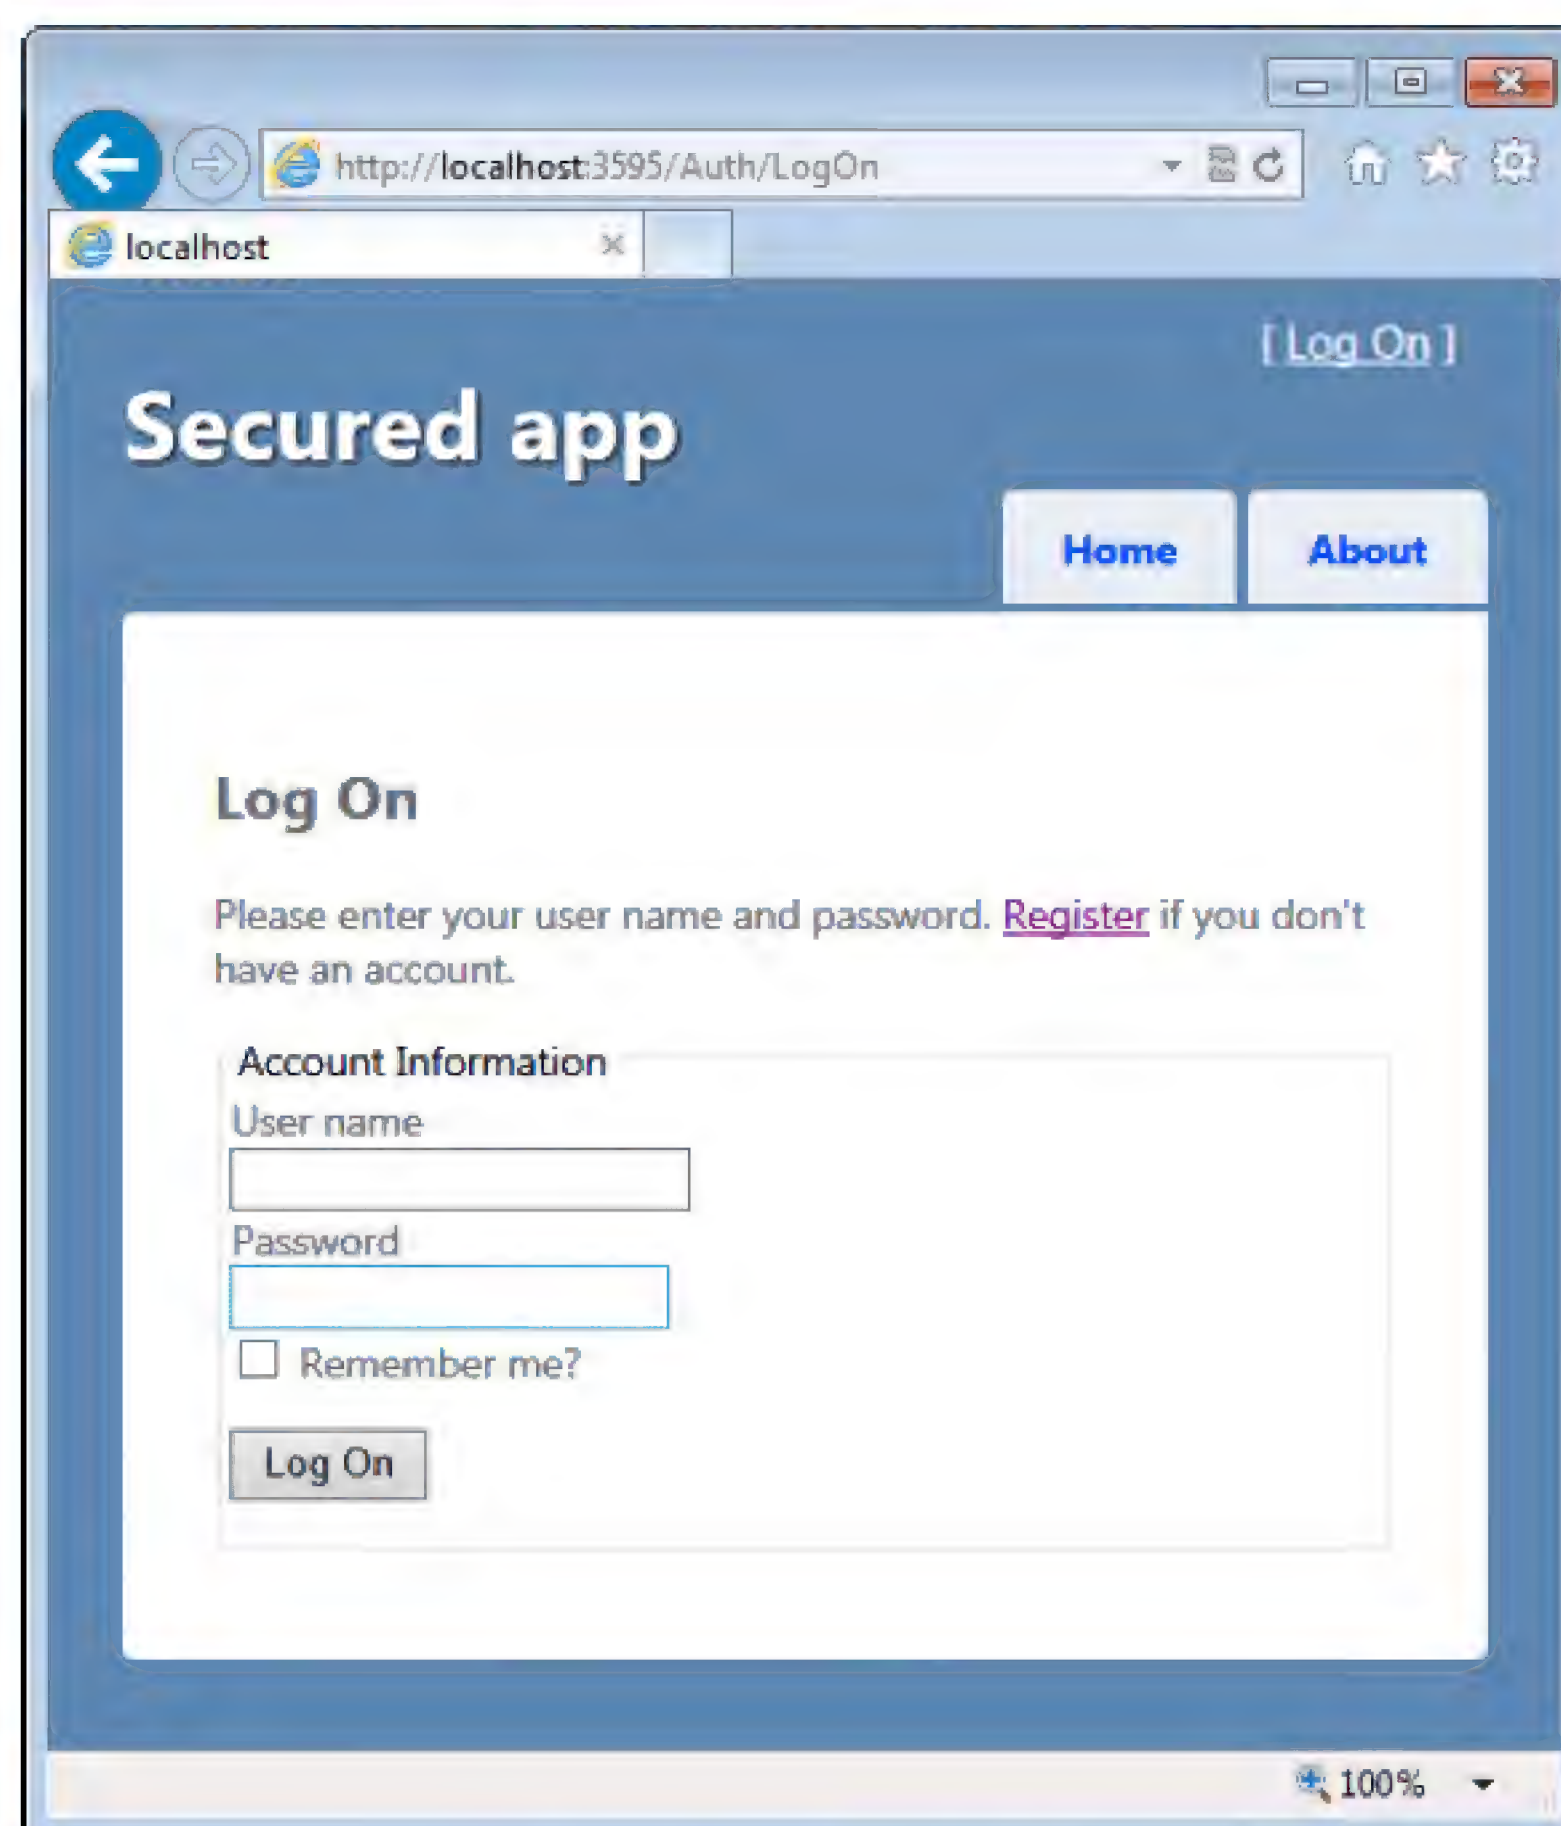 http://localhost:3595/Auth/LogOn
localhost
[ Log On ]
Secured app
Home
About
Log On
Please enter your user name and password. Register if you don't
have an account.
Account Information
User name
Password
Remember me?
Log On
100%